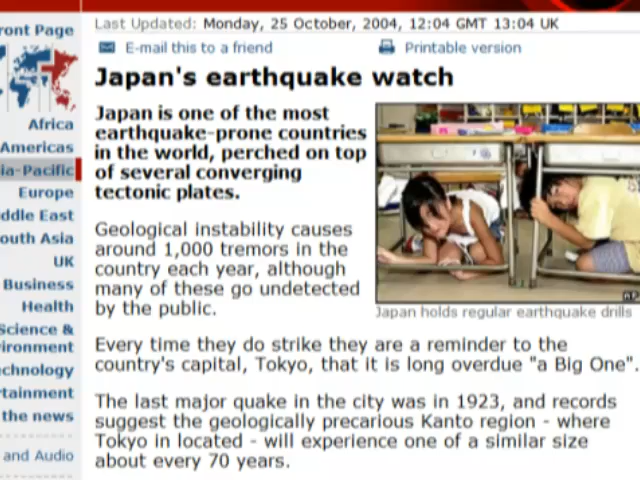 Last Updated: Monday, 25 October, 2004, 12:04 GMT 13:04 UK
E-mail this to a friend
Printable version
Japan's earthquake watch
Japan is one of the most
earthquake-prone countries
in the world, perched on top
of several converging
tectonic plates.
Geological instability causes
around 1,000 tremors in the
country each year, although
many of these go undetected
by the public.
Japan holds regular earthquake drills
Every time they do strike they are a reminder to the
country's capital, Tokyo, that it is long overdue "a Big One".
The last major quake in the city was in 1923, and records
suggest the geologically precarious Kanto region - where
Tokyo in located - will experience one of a similar size
about every 70 years.
ront Page
Africa
Americas
ia-Pacific
Europe
ddle East
outh Asia
UK
Business
Health
Science &
ironment
chnology
rtainment
the news
and Audio